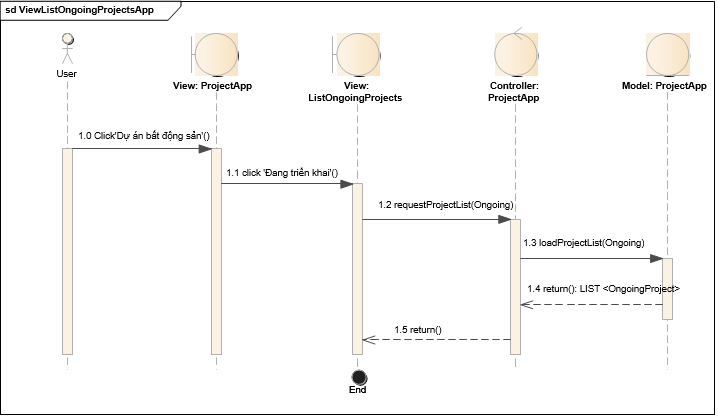 sd ViewListOngoingProjectsApp
User
View: ProjectApp
View:
ListOngoingProjects
Controller:
ProjectApp
Model: ProjectApp
1.0 Click'Dự án bất động sản'()
1.1 click 'Đang triển khai'()
1.2 requestProjectList(Ongoing)
1.3 loadProjectList(Ongoing)
1.4 return(): LIST <OngoingProject>
1.5 return()
End